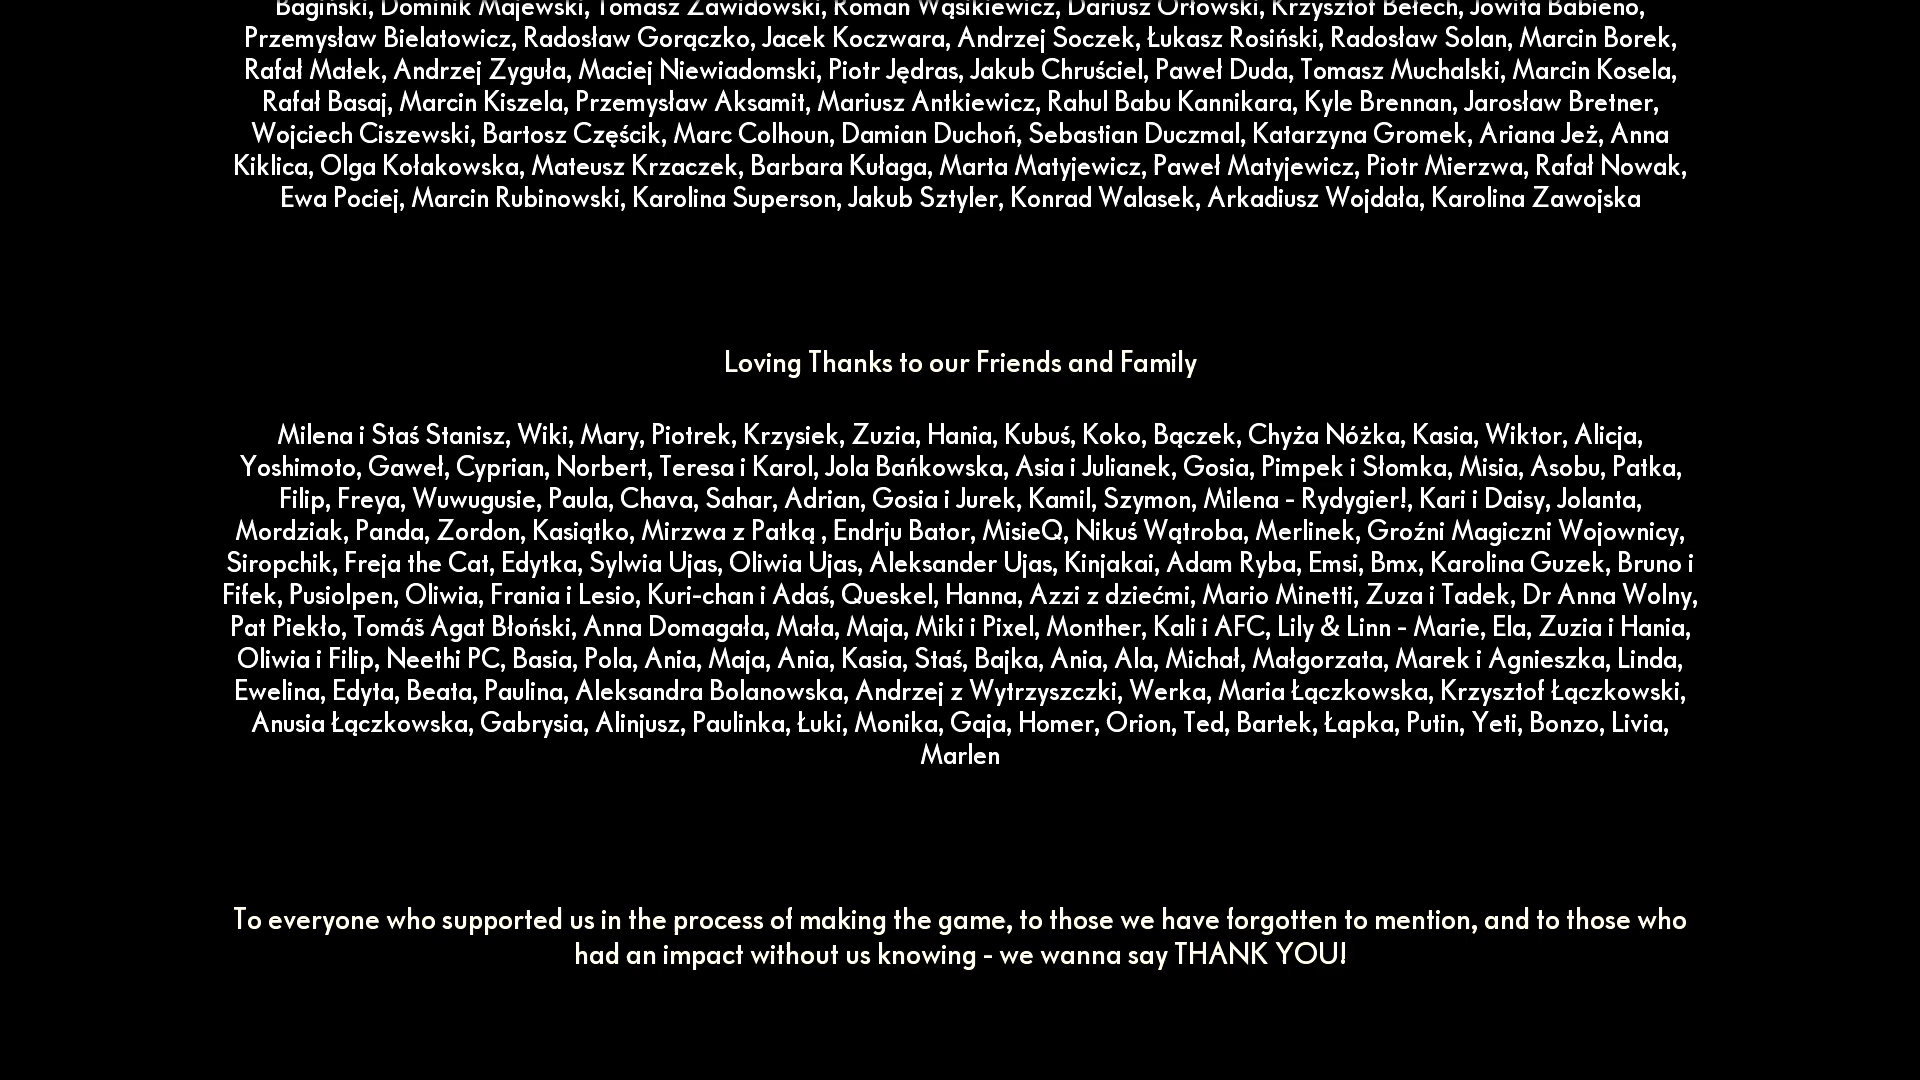 Bagiński, Dominik Majewski, Tomasz Zawidowski, Roman Wąsikiewicz, Dariusz Orłowski, Krzysztof Bełech, Jowita Babieno,
Przemysław Bielatowicz, Radosław Gorączko, Jacek Koczwara, Andrzej Soczek, Łukasz Rosiński, Radosław Solan, Marcin Borek,
Rafał Małek, Andrzej Zyguła, Maciej Niewiadomski, Piotr Jędras, Jakub Chruściel, Paweł Duda, Tomasz Muchalski, Marcin Kosela,
Rafał Basaj, Marcin Kiszela, Przemysław Aksamit, Mariusz Antkiewicz, Rahul Babu Kannikara, Kyle Brennan, Jarosław Bretner,
Wojciech Ciszewski, Bartosz Częścik, Marc Colhoun, Damian Duchoń, Sebastian Duczmal, Katarzyna Gromek, Ariana Jeż, Anna
Kiklica, Olga Kołakowska, Mateusz Krzaczek, Barbara Kułaga, Marta Matyjewicz, Paweł Matyjewicz, Piotr Mierzwa, Rafał Nowak,
Ewa Pociej, Marcin Rubinowski, Karolina Superson, Jakub Sztyler, Konrad Walasek, Arkadiusz Wojdała, Karolina Zawojska
Loving Thanks to our Friends and Family
Milena i Staś Stanisz, Wiki, Mary, Piotrek, Krzysiek, Zuzia, Hania, Kubuś, Koko, Bączek, Chyża Nóżka, Kasia, Wiktor, Alicja,
Yoshimoto, Gaweł, Cyprian, Norbert, Teresa i Karol, Jola Bańkowska, Asia i Julianek, Gosia, Pimpek i Słomka, Misia, Asobu, Patka,
Filip, Freya, Wuwugusie, Paula, Chava, Sahar, Adrian, Gosia i Jurek, Kamil, Szymon, Milena - Rydygier!, Kari i Daisy, Jolanta,
Mordziak, Panda, Zordon, Kasiątko, Mirzwa z Patką , Endrju Bator, MisieQ, Nikuś Wątroba, Merlinek, Groźni Magiczni Wojownicy,
Siropchik, Freja the Cat, Edytka, Sylwia Ujas, Oliwia Ujas, Aleksander Ujas, Kinjakai, Adam Ryba, Emsi, Bmx, Karolina Guzek, Bruno i
Fifek, Pusiolpen, Oliwia, Frania i Lesio, Kuri-chan i Adaś, Queskel, Hanna, Azzi z dziećmi, Mario Minetti, Zuza i Tadek, Dr Anna Wolny,
Pat Piekło, Tomáš Agat Błoński, Anna Domagała, Mała, Maja, Miki i Pixel, Monther, Kali i AFC, Lily & Linn - Marie, Ela, Zuzia i Hania,
Oliwia i Filip, Neethi PC, Basia, Pola, Ania, Maja, Ania, Kasia, Staś, Bajka, Ania, Ala, Michał, Małgorzata, Marek i Agnieszka, Linda,
Ewelina, Edyta, Beata, Paulina, Aleksandra Bolanowska, Andrzej z Wytrzyszczki, Werka, Maria Łączkowska, Krzysztof Łączkowski,
Anusia Łączkowska, Gabrysia, Alinjusz, Paulinka, Łuki, Monika, Gaja, Homer, Orion, Ted, Bartek, Łapka, Putin, Yeti, Bonzo, Livia,
Marlen
To everyone who supported us in the process of making the game, to those we have forgotten to mention, and to those who
had an impact without us knowing - we wanna say THANK YOU!